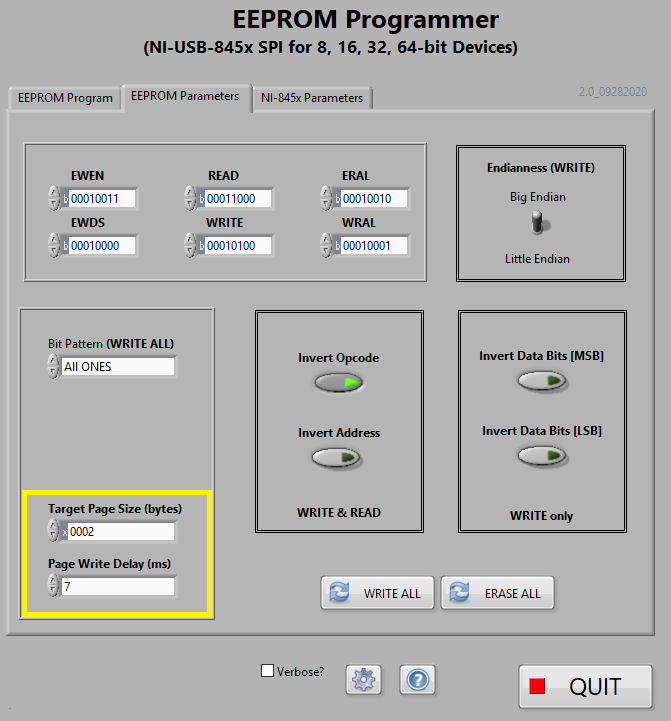 EEPROM Programmer
(NI-USB-845x SPI for 8, 16, 32, 64-bit Devices)
EEPROM Program EEPROM Parameters NI-845x Parameters 2.0_09282020
EWEN READ ERAL
b 00010011 b 00011000 b 00010010
EWDS WRITE WRAL
b 00010000 b 00010100 b 00010001
Endianness (WRITE)
Big Endian
Little Endian
Bit Pattern (WRITE ALL)
All ONES
Target Page Size (bytes)
x 0002
Page Write Delay (ms)
7
Invert Opcode
Invert Address
WRITE & READ
Invert Data Bits [MSB]
Invert Data Bits [LSB]
WRITE only
WRITE ALL ERASE ALL
Verbose? ? QUIT